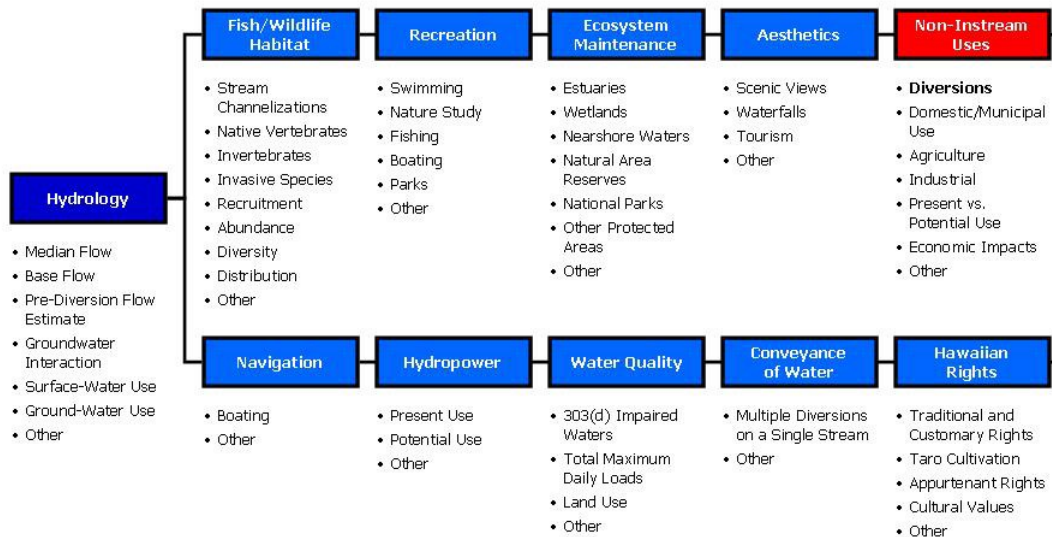 Hydrology
• Median Flow
• Base Flow
• Pre-Diversion Flow
Estimate
• Groundwater
Interaction
• Surface-Water Use
• Ground-Water Use
• Other
Fish/Wildlife
Habitat
• Stream
Channelizations
• Native Vertebrates
• Invertebrates
• Invasive Species
• Recruitment
• Abundance
• Diversity
• Distribution
• Other
Recreation
• Swimming
• Nature Study
• Fishing
• Boating
• Parks
• Other
Ecosystem
Maintenance
• Estuaries
• Wetlands
• Nearshore Waters
• Natural Area
Reserves
• National Parks
• Other Protected
Areas
• Other
Aesthetics
• Scenic Views
• Waterfalls
• Tourism
• Other
Non-Instream
Uses
• Diversions
• Domestic/Municipal
Use
• Agriculture
• Industrial
• Present vs.
Potential Use
• Economic Impacts
• Other
Navigation
• Boating
• Other
Hydropower
• Present Use
• Potential Use
• Other
Water Quality
• 303(d) Impaired
Waters
• Total Maximum
Daily Loads
• Land Use
• Other
Conveyance
of Water
• Multiple Diversions
on a Single Stream
• Other
Hawaiian
Rights
• Traditional and
Customary Rights
• Taro Cultivation
• Appurtenant Rights
• Cultural Values
• Other